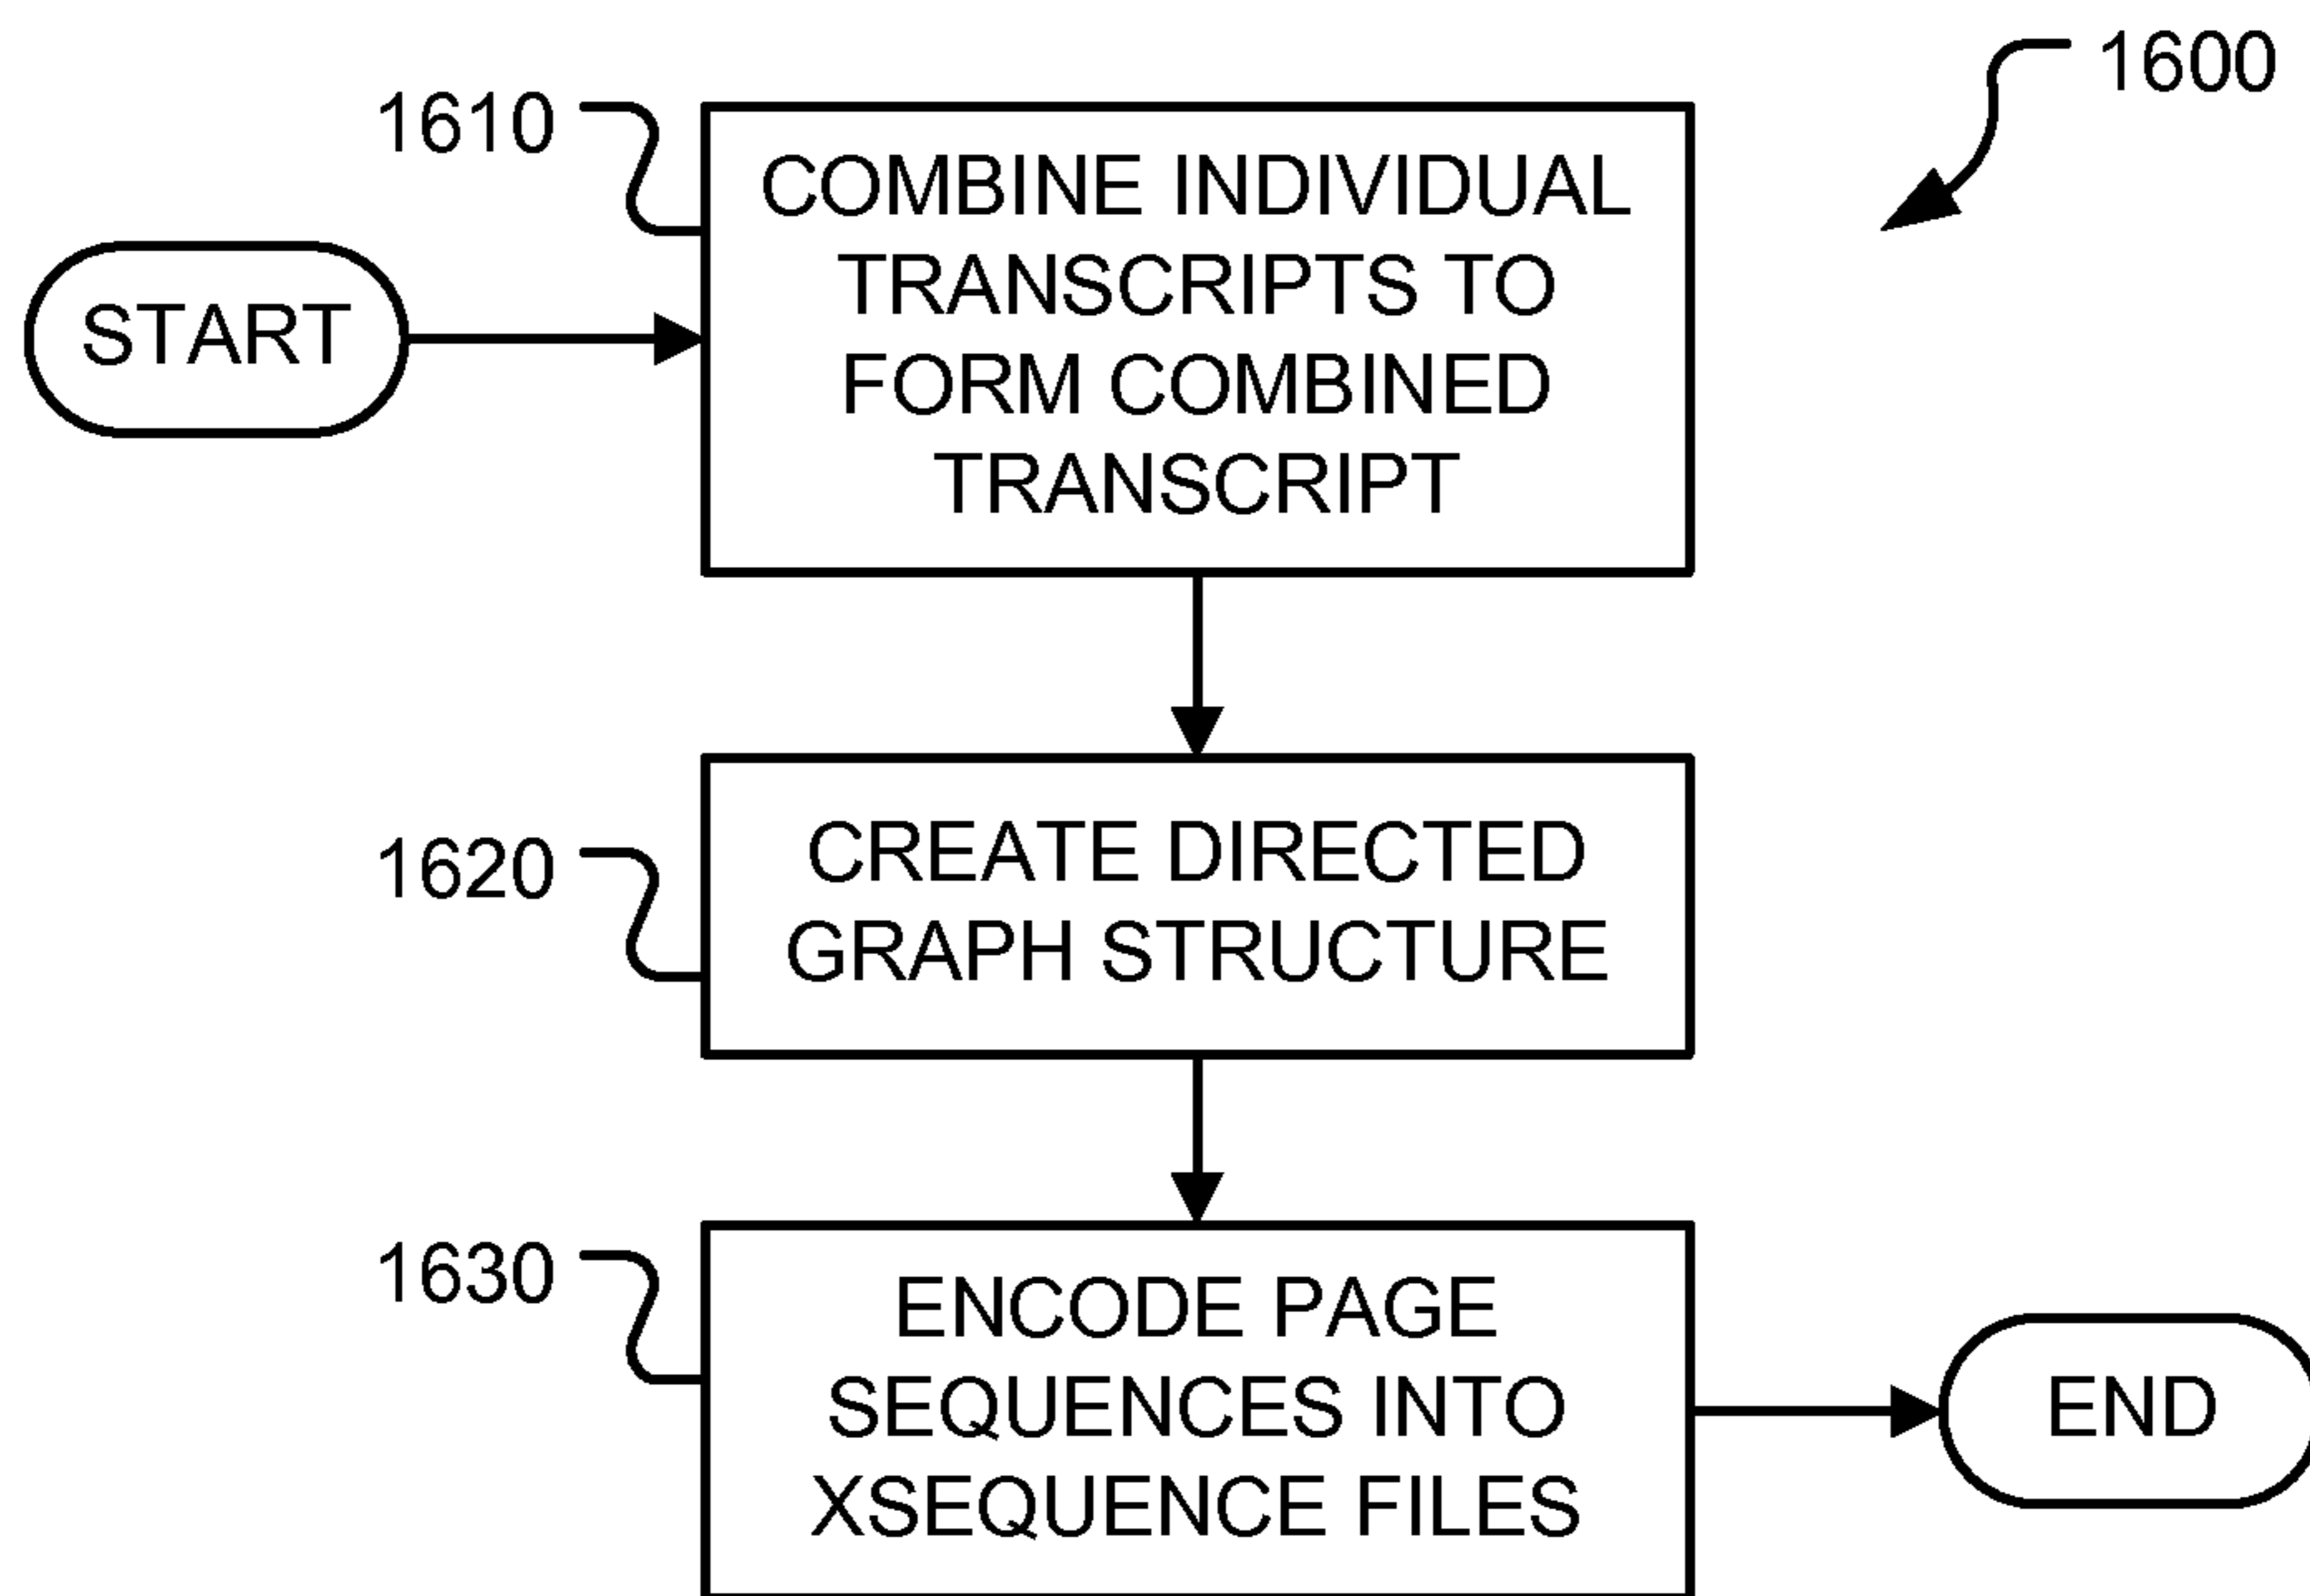 1600
1610
COMBINE INDIVIDUAL
TRANSCRIPTS TO
FORM COMBINED
TRANSCRIPT
START
1620
CREATE DIRECTED
GRAPH STRUCTURE
1630
ENCODE PAGE
SEQUENCES INTO
XSEQUENCE FILES
END